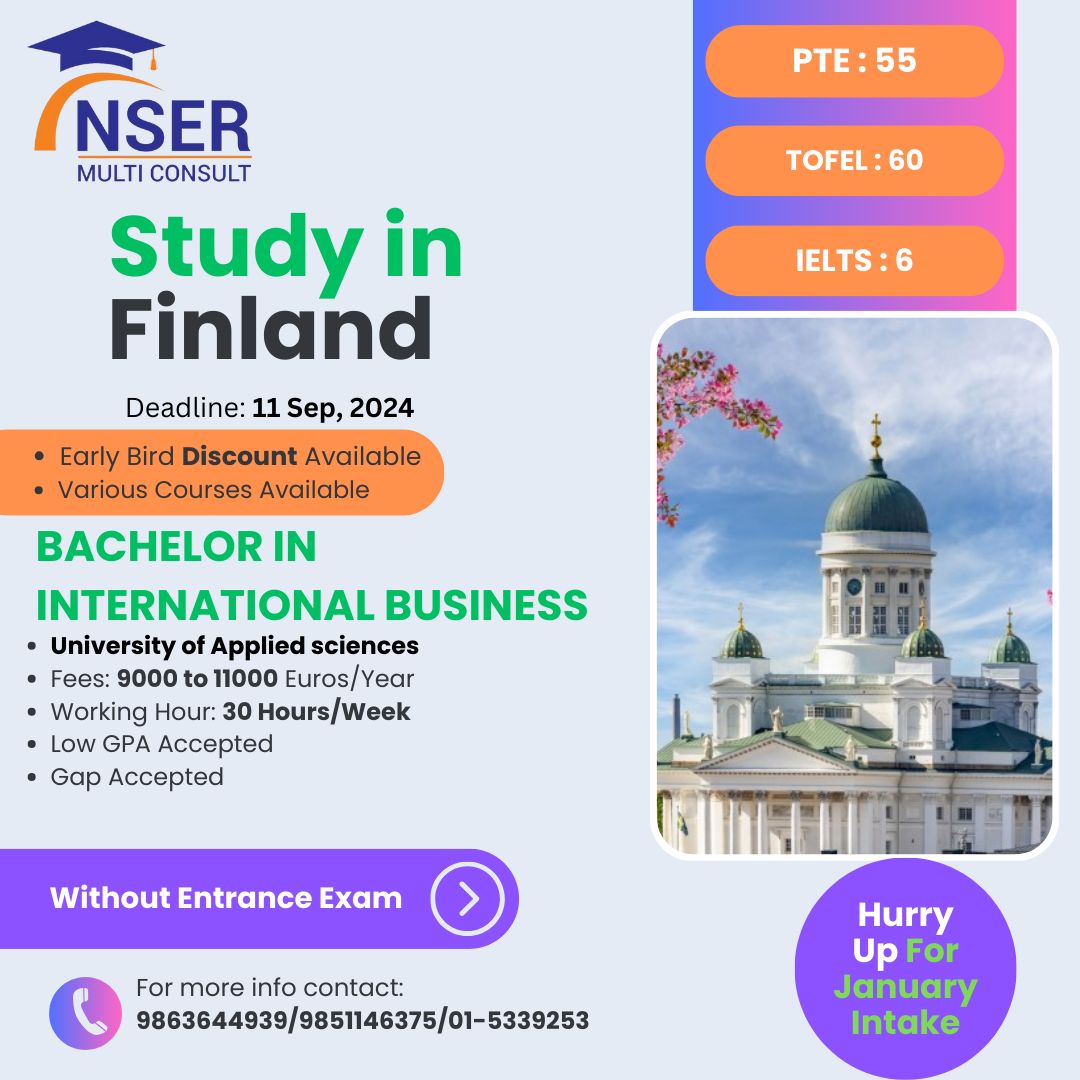 NSER
MULTI CONSULT
PTE : 55
TOFEL : 60
IELTS : 6
Study in
Finland
Deadline: 11 Sep, 2024
• Early Bird Discount Available
• Various Courses Available
BACHELOR IN
INTERNATIONAL BUSINESS
• University of Applied sciences
• Fees: 9000 to 11000 Euros/Year
• Working Hour: 30 Hours/Week
• Low GPA Accepted
• Gap Accepted
Without Entrance Exam
Hurry
Up For
January
Intake
For more info contact:
9863644939/9851146375/01-5339253